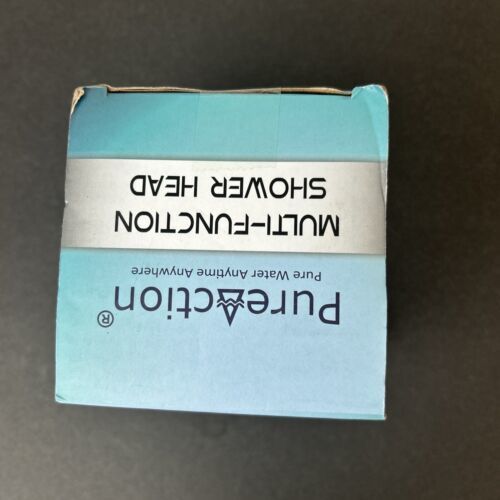 PureAction®
Pure Water Anytime Anywhere
MULTI-FUNCTION
SHOWER HEAD